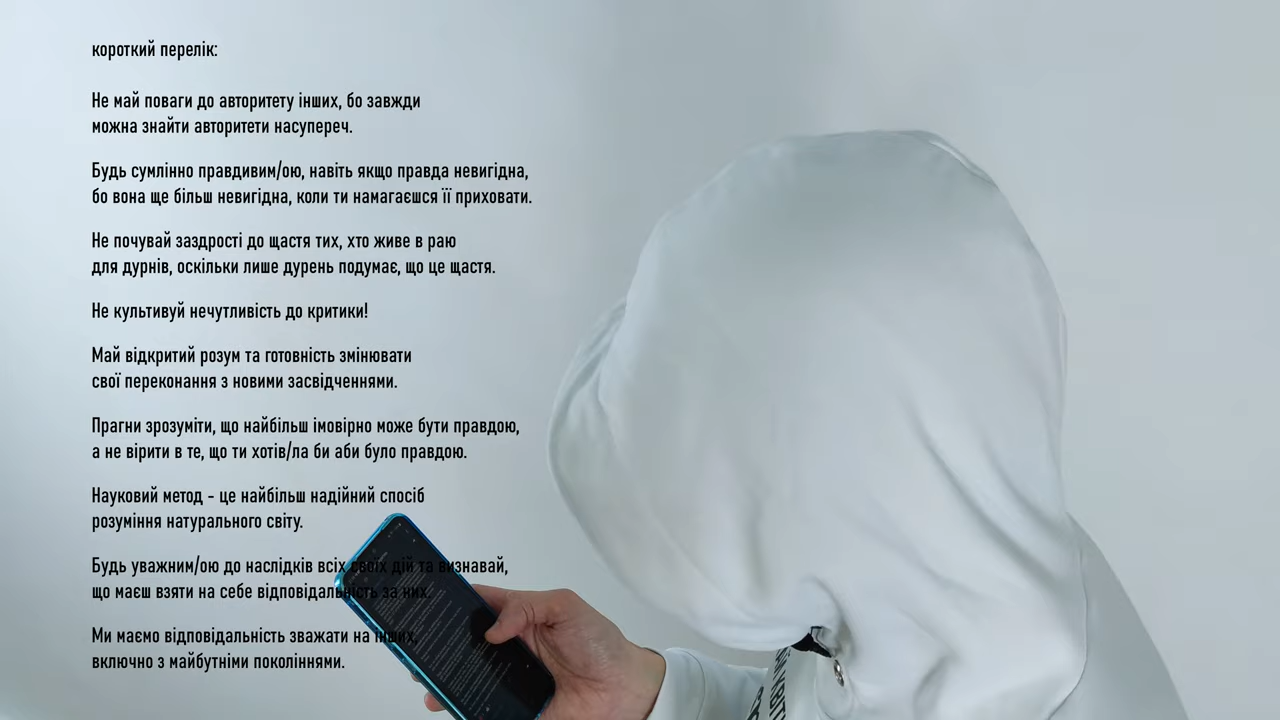 короткий перелік:
Не май поваги до авторитету інших, бо завжди
можна знайти авторитети насупереч.
Будь сумлінно правдивим/ою, навіть якщо правда невигідна,
бо вона ще більш невигідна, коли ти намагаєшся її приховати.
Не почувай заздрості до щастя тих, хто живе в раю
для дурнів, оскільки лише дурень подумає, що це щастя.
Не культивуй нечутливість до критики!
Май відкритий розум та готовність змінювати
свої переконання з новими засвідченнями.
Прагни зрозуміти, що найбільш імовірно може бути правдою,
а не вірити в те, що ти хотів/ла би аби було правдою.
Науковий метод - це найбільш надійний спосіб
розуміння натурального світу.
Будь уважним/ою до наслідків всіх своїх дій та визнавай,
що маєш взяти на себе відповідальність за них.
Ми маємо відповідальність зважати на інших,
включно з майбутніми поколіннями.